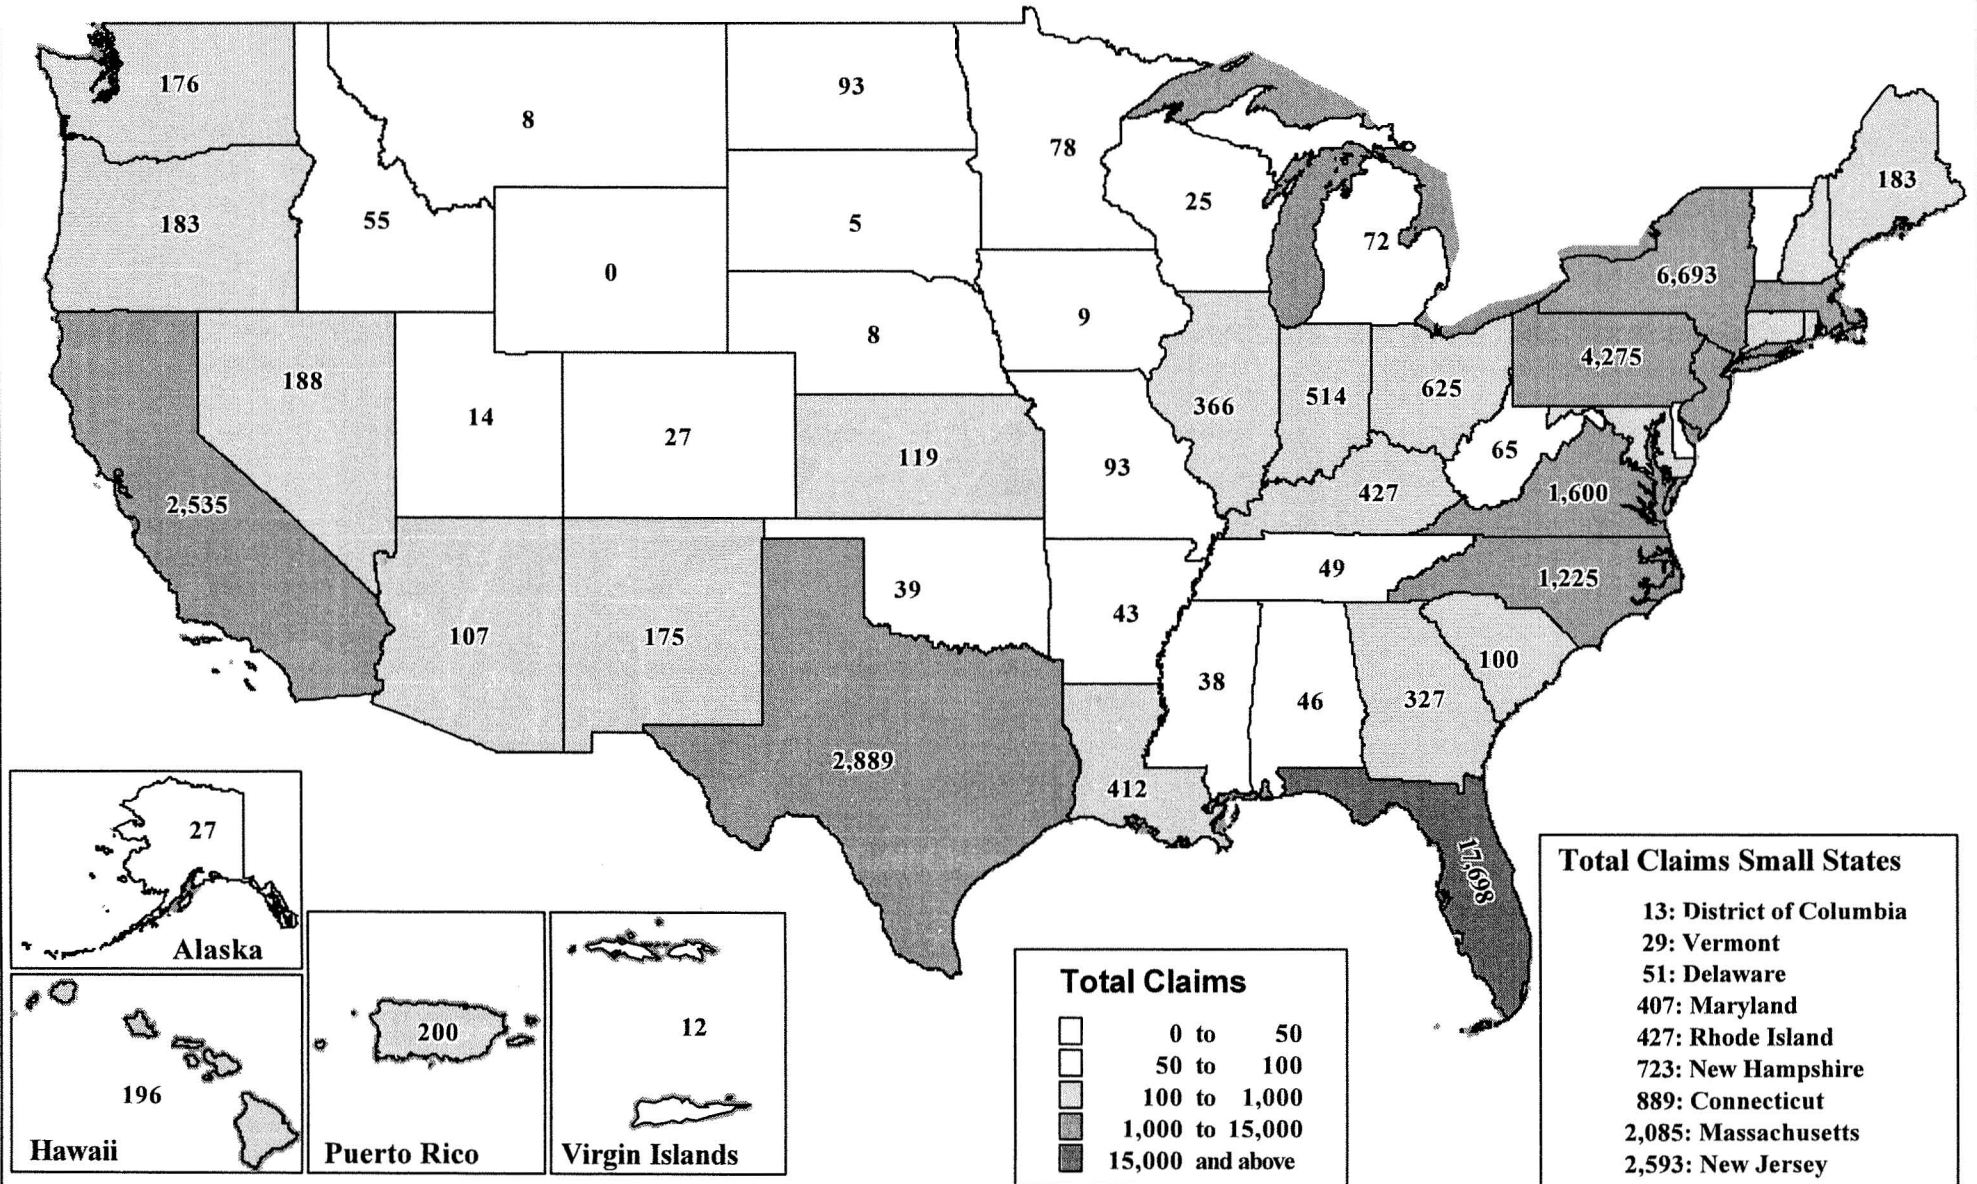 176
8
93
78
183
55
0
5
25
72
6,693
183
188
14
27
8
9
366
514
625
4,275
65
2,535
119
93
427
1,600
107
175
39
43
49
1,225
2,889
412
38
46
327
100
17,698
27
Alaska
196
Hawaii
200
Puerto Rico
12
Virgin Islands
Total Claims
0 to 50
50 to 100
100 to 1,000
1,000 to 15,000
15,000 and above
Total Claims Small States
13: District of Columbia
29: Vermont
51: Delaware
407: Maryland
427: Rhode Island
723: New Hampshire
889: Connecticut
2,085: Massachusetts
2,593: New Jersey